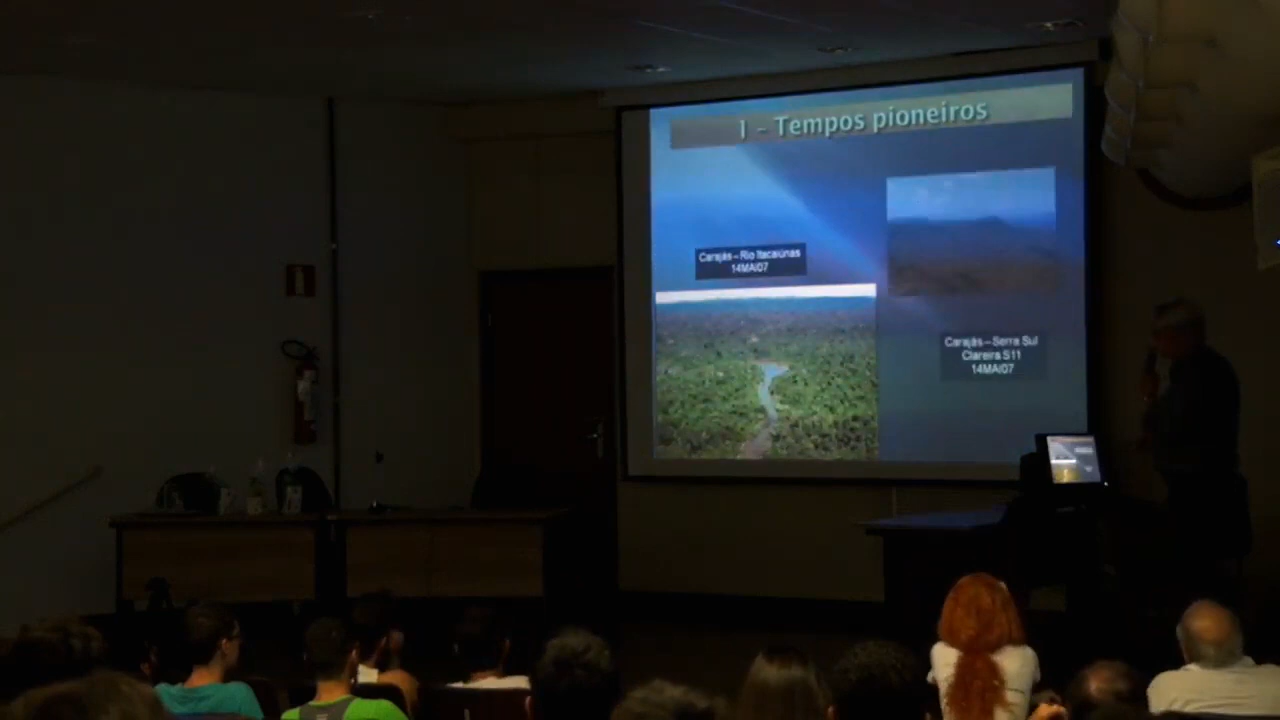 1 - Tempos pioneiros
Carajás – Rio Itacaiúnas
14MAI07
Carajás – Serra Sul
Clareira S11
14MAI07